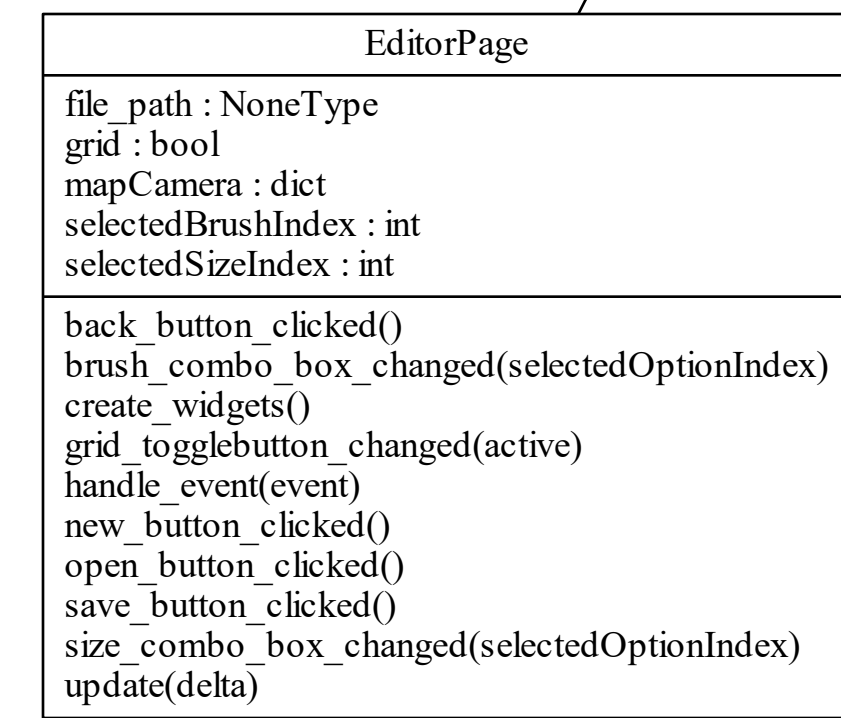 EditorPage
file_path : NoneType
grid : bool
mapCamera : dict
selectedBrushIndex : int
selectedSizeIndex : int
back_button_clicked()
brush_combo_box_changed(selectedOptionIndex)
create_widgets()
grid_togglebutton_changed(active)
handle_event(event)
new_button_clicked()
open_button_clicked()
save_button_clicked()
size_combo_box_changed(selectedOptionIndex)
update(delta)